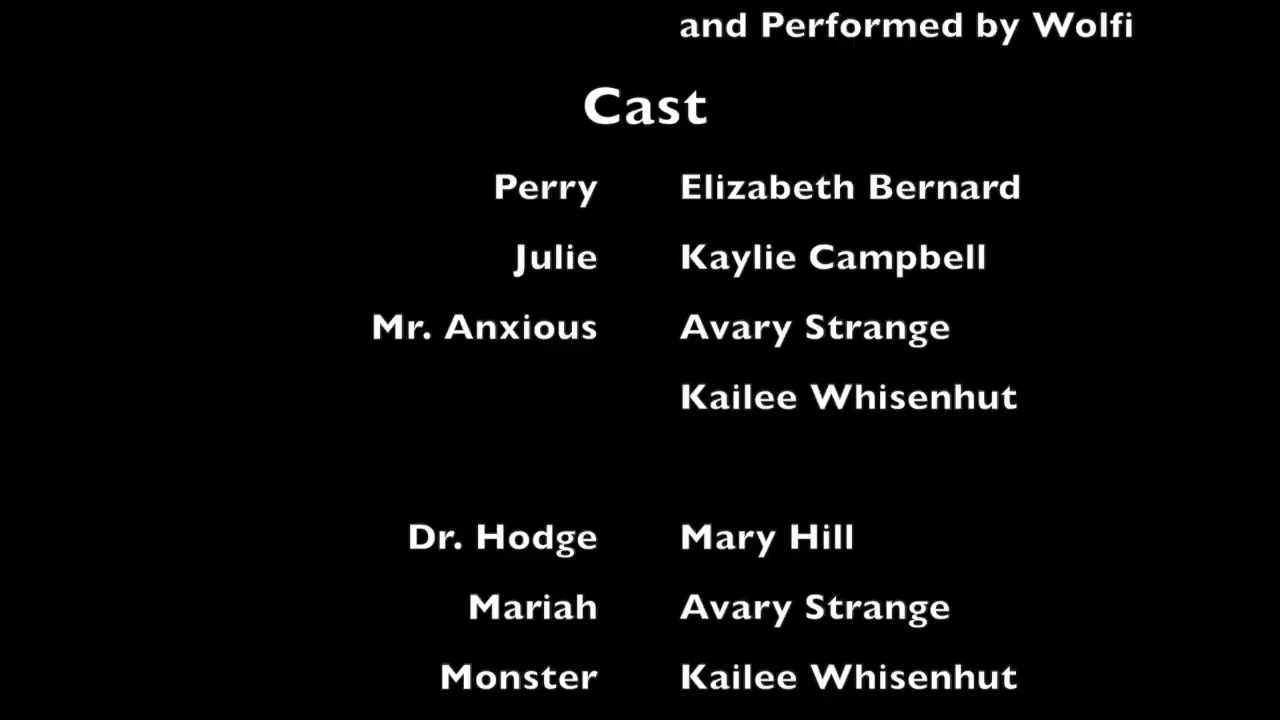 and Performed by Wolfi
Cast
Perry Elizabeth Bernard
Julie Kaylie Campbell
Mr. Anxious Avary Strange
Kailee Whisenhut
Dr. Hodge Mary Hill
Mariah Avary Strange
Monster Kailee Whisenhut